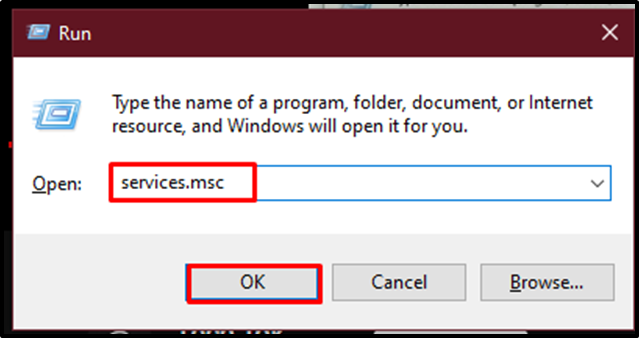 Run
Type the name of a program, folder, document, or Internet
resource, and Windows will open it for you.
Open: services.msc
OK Cancel Browse...